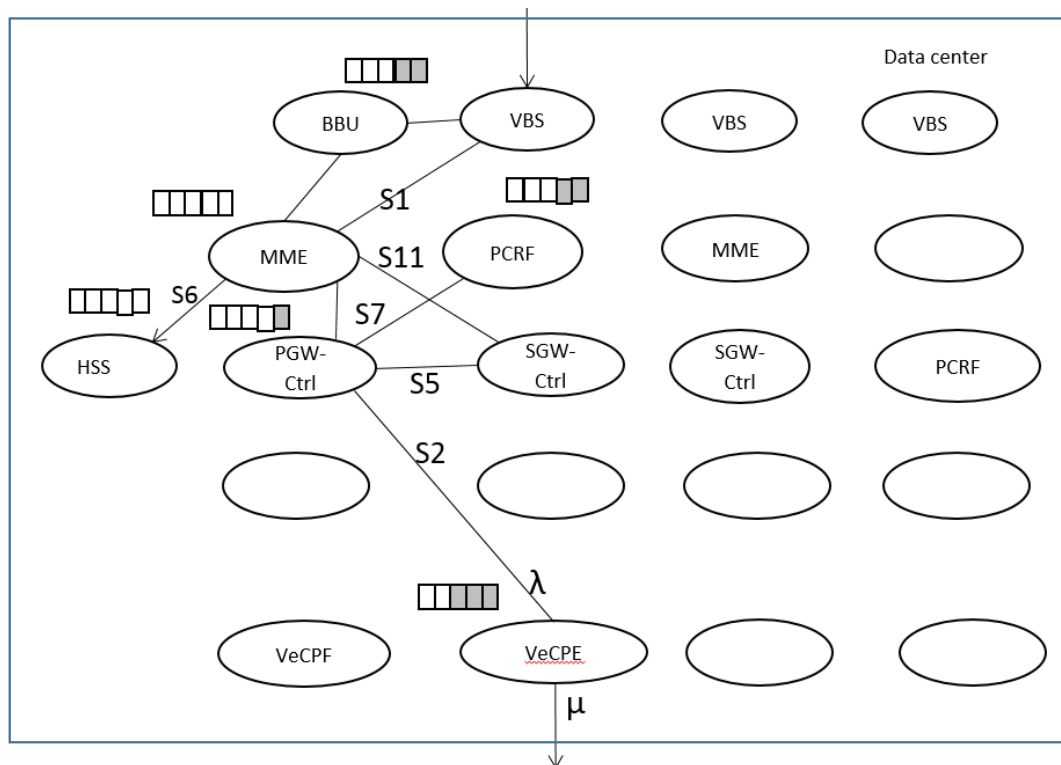 Data center
BBU
VBS
VBS
VBS
S1
MME
S11
PCRF
MME
S6
S7
HSS
PGW-
Ctrl
S5
SGW-
Ctrl
SGW-
Ctrl
PCRF
S2
λ
VeCPF
VeCPE
μ